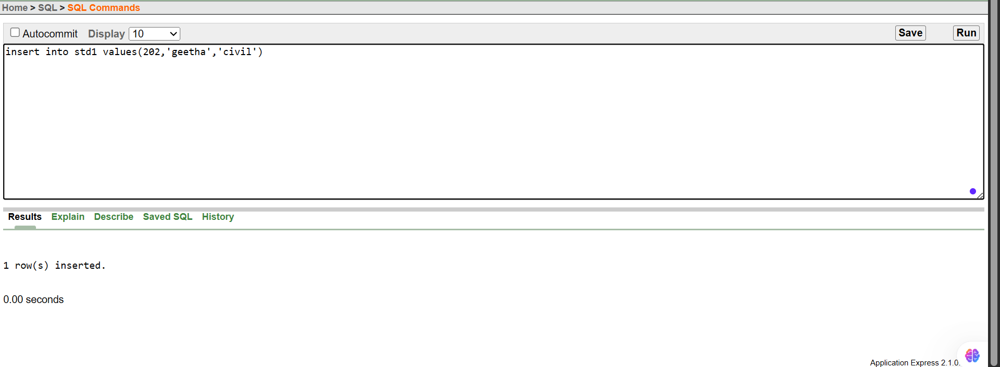 Home > SQL > SQL Commands
Autocommit Display 10 Save Run
insert into std1 values(202,'geetha','civil')
Results Explain Describe Saved SQL History
1 row(s) inserted.
0.00 seconds
Application Express 2.1.0.